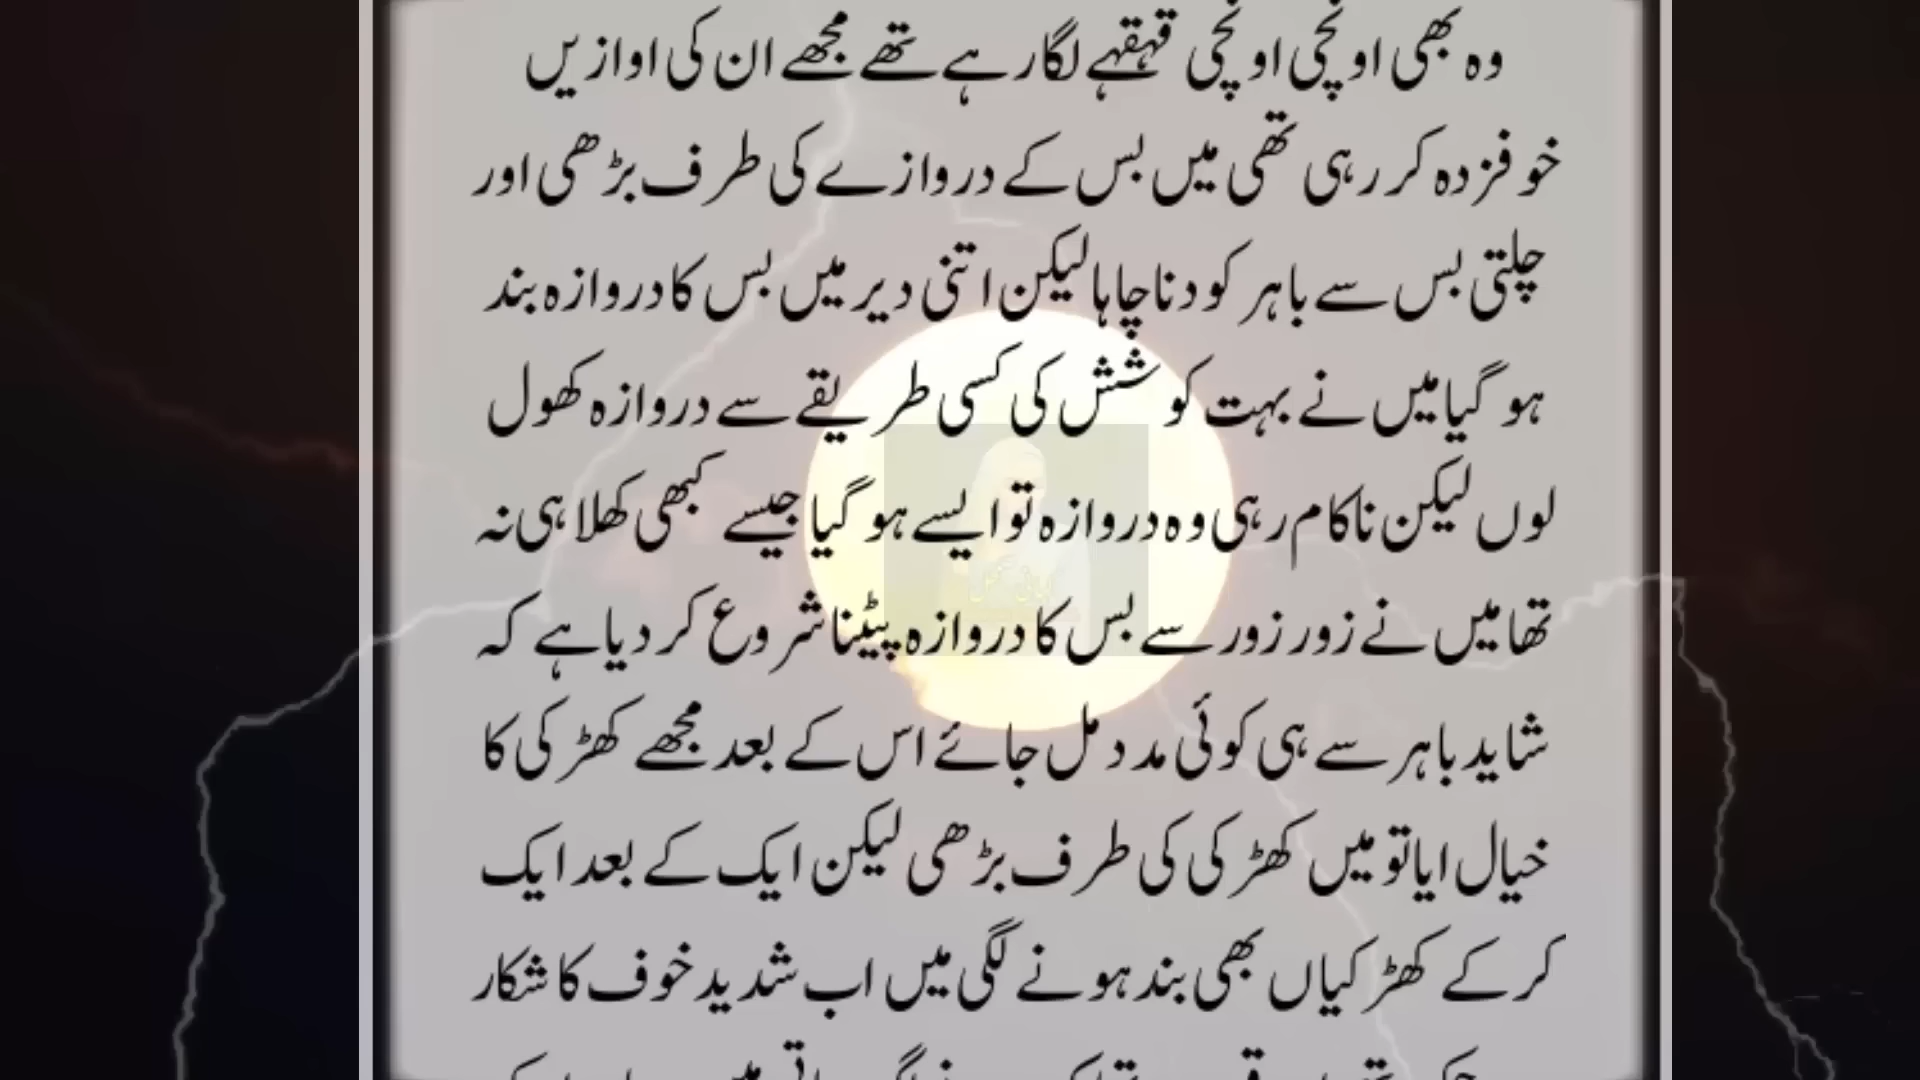 وہ بھی اونچی اونچی قہقہے لگا رہے تھے مجھے ان کی اوازیں
خوفزدہ کر رہی تھی میں بس کے دروازے کی طرف بڑھی اور
چلتی بس سے باہر کودنا چاہا لیکن اتنی دیر میں بس کا دروازہ بند
ہو گیا میں نے بہت کوشش کی کسی طریقے سے دروازہ کھول
لوں لیکن ناکام رہی وہ دروازہ تو ایسے ہو گیا جیسے کبھی کھلا ہی نہ
تھا میں نے زور زور سے بس کا دروازہ پیٹینا شروع کر دیا ہے کہ
شاید باہر سے ہی کوئی مدد مل جائے اس کے بعد مجھے کھڑکی کا
خیال ایا تو میں کھڑکی کی طرف بڑھی لیکن ایک کے بعد ایک
کر کے کھڑکیاں بھی بند ہونے لگی میں اب شدید خوف کا شکار